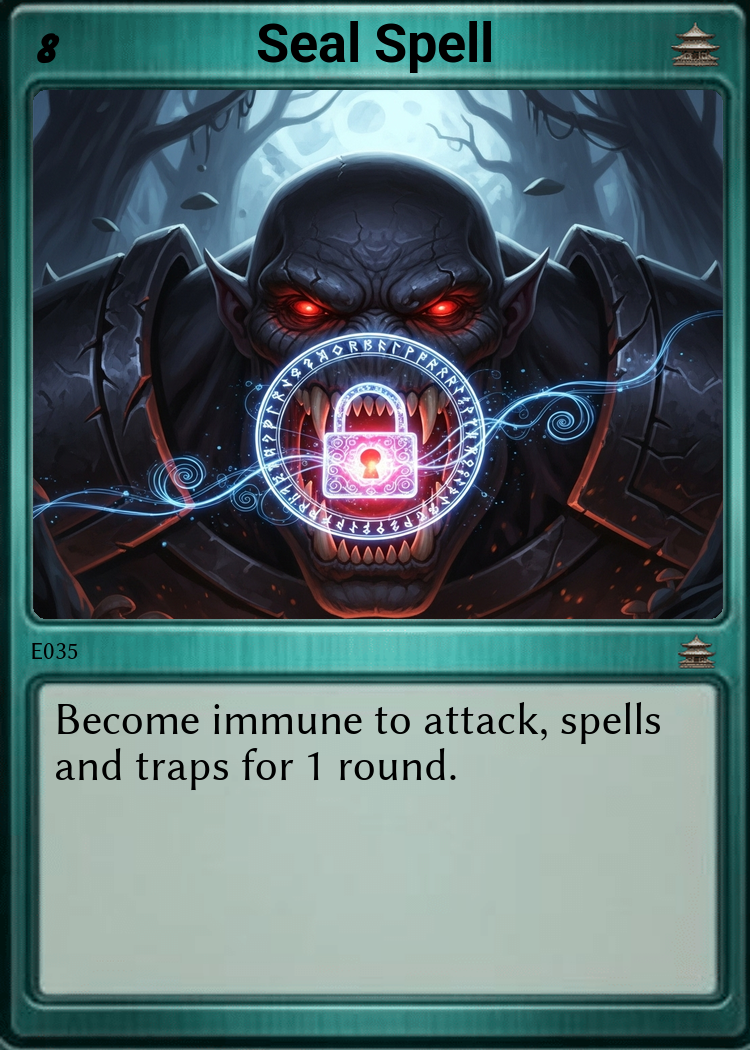 8
Seal Spell
E035
Become immune to attack, spells
and traps for 1 round.